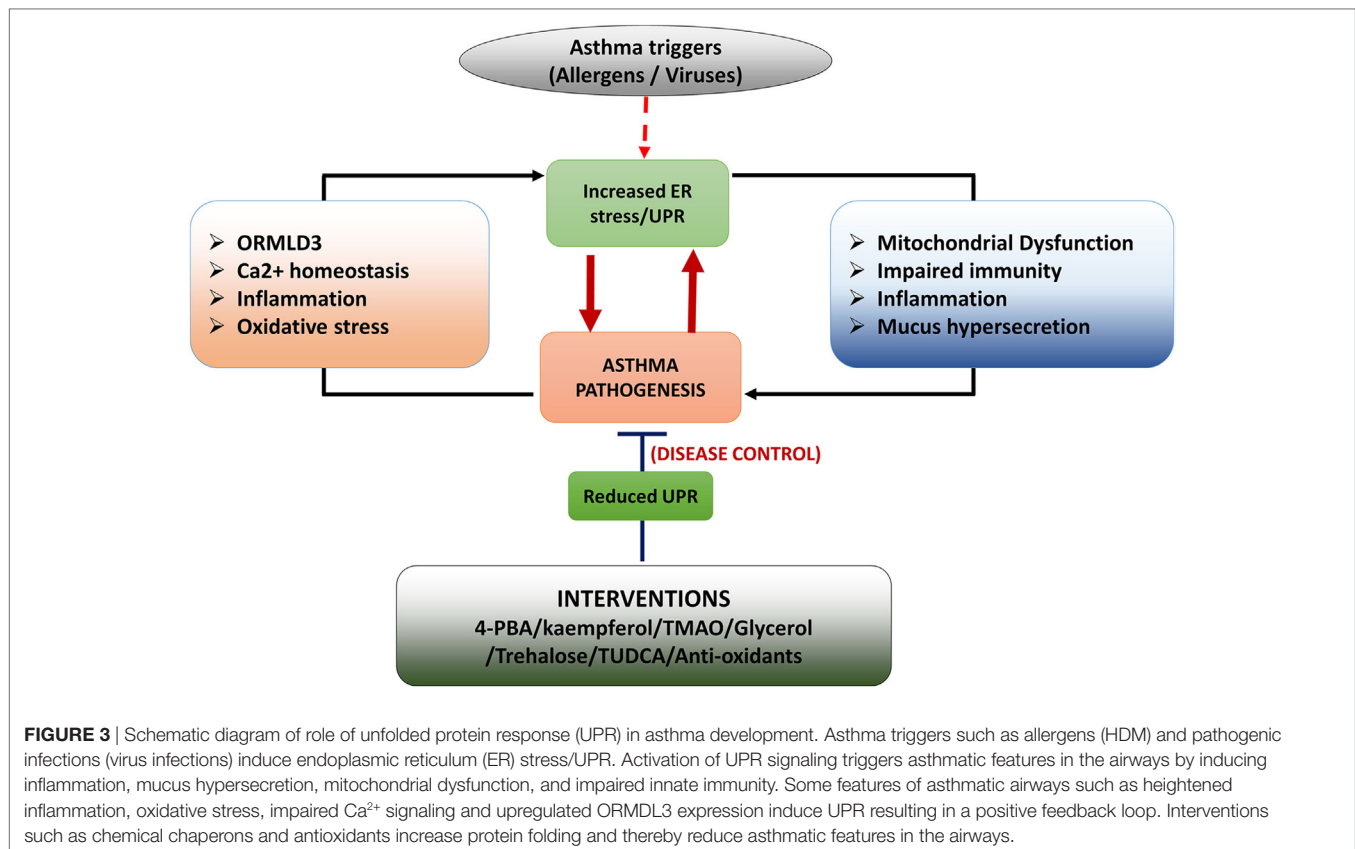 Asthma triggers
(Allergens / Viruses)
Increased ER
stress/UPR
➢ ORMLD3
➢ Ca2+ homeostasis
➢ Inflammation
➢ Oxidative stress
➢ Mitochondrial Dysfunction
➢ Impaired immunity
➢ Inflammation
➢ Mucus hypersecretion
ASTHMA
PATHOGENESIS
(DISEASE CONTROL)
Reduced UPR
INTERVENTIONS
4-PBA/kaempferol/TMAO/Glycerol
/Trehalose/TUDCA/Anti-oxidants
FIGURE 3 | Schematic diagram of role of unfolded protein response (UPR) in asthma development. Asthma triggers such as allergens (HDM) and pathogenic
infections (virus infections) induce endoplasmic reticulum (ER) stress/UPR. Activation of UPR signaling triggers asthmatic features in the airways by inducing
inflammation, mucus hypersecretion, mitochondrial dysfunction, and impaired innate immunity. Some features of asthmatic airways such as heightened
inflammation, oxidative stress, impaired Ca²⁺ signaling and upregulated ORMDL3 expression induce UPR resulting in a positive feedback loop. Interventions
such as chemical chaperons and antioxidants increase protein folding and thereby reduce asthmatic features in the airways.